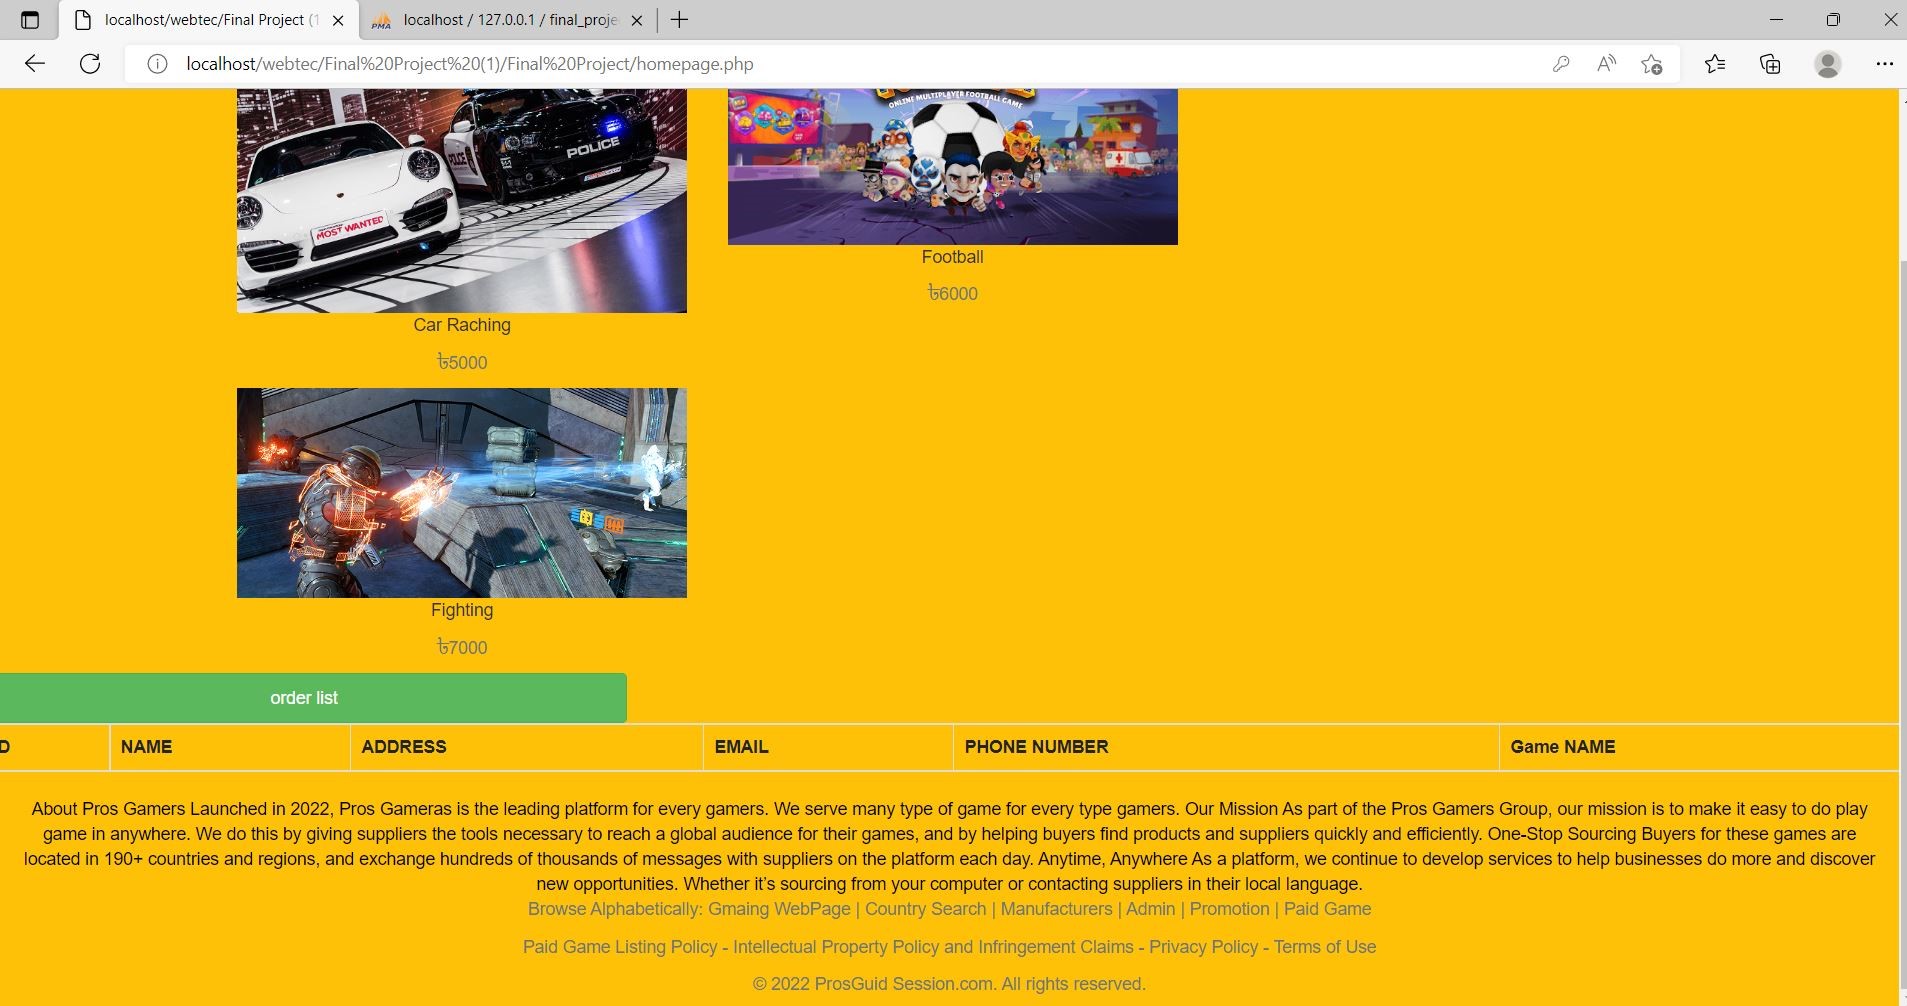 localhost/webtec/Final Project (1
localhost / 127.0.0.1 / final_proje
localhost/webtec/Final%20Project%20(1)/Final%20Project/homepage.php
ONLINE MULTIPLAYER FOOTBALL GAME
POLICE
POLICE
MOST WANTED
Football
৳6000
Car Raching
৳5000
Fighting
৳7000
order list
D NAME ADDRESS EMAIL PHONE NUMBER Game NAME
About Pros Gamers Launched in 2022, Pros Gameras is the leading platform for every gamers. We serve many type of game for every type gamers. Our Mission As part of the Pros Gamers Group, our mission is to make it easy to do play
game in anywhere. We do this by giving suppliers the tools necessary to reach a global audience for their games, and by helping buyers find products and suppliers quickly and efficiently. One-Stop Sourcing Buyers for these games are
located in 190+ countries and regions, and exchange hundreds of thousands of messages with suppliers on the platform each day. Anytime, Anywhere As a platform, we continue to develop services to help businesses do more and discover
new opportunities. Whether it’s sourcing from your computer or contacting suppliers in their local language.
Browse Alphabetically: Gmaing WebPage | Country Search | Manufacturers | Admin | Promotion | Paid Game
Paid Game Listing Policy - Intellectual Property Policy and Infringement Claims - Privacy Policy - Terms of Use
© 2022 ProsGuid Session.com. All rights reserved.